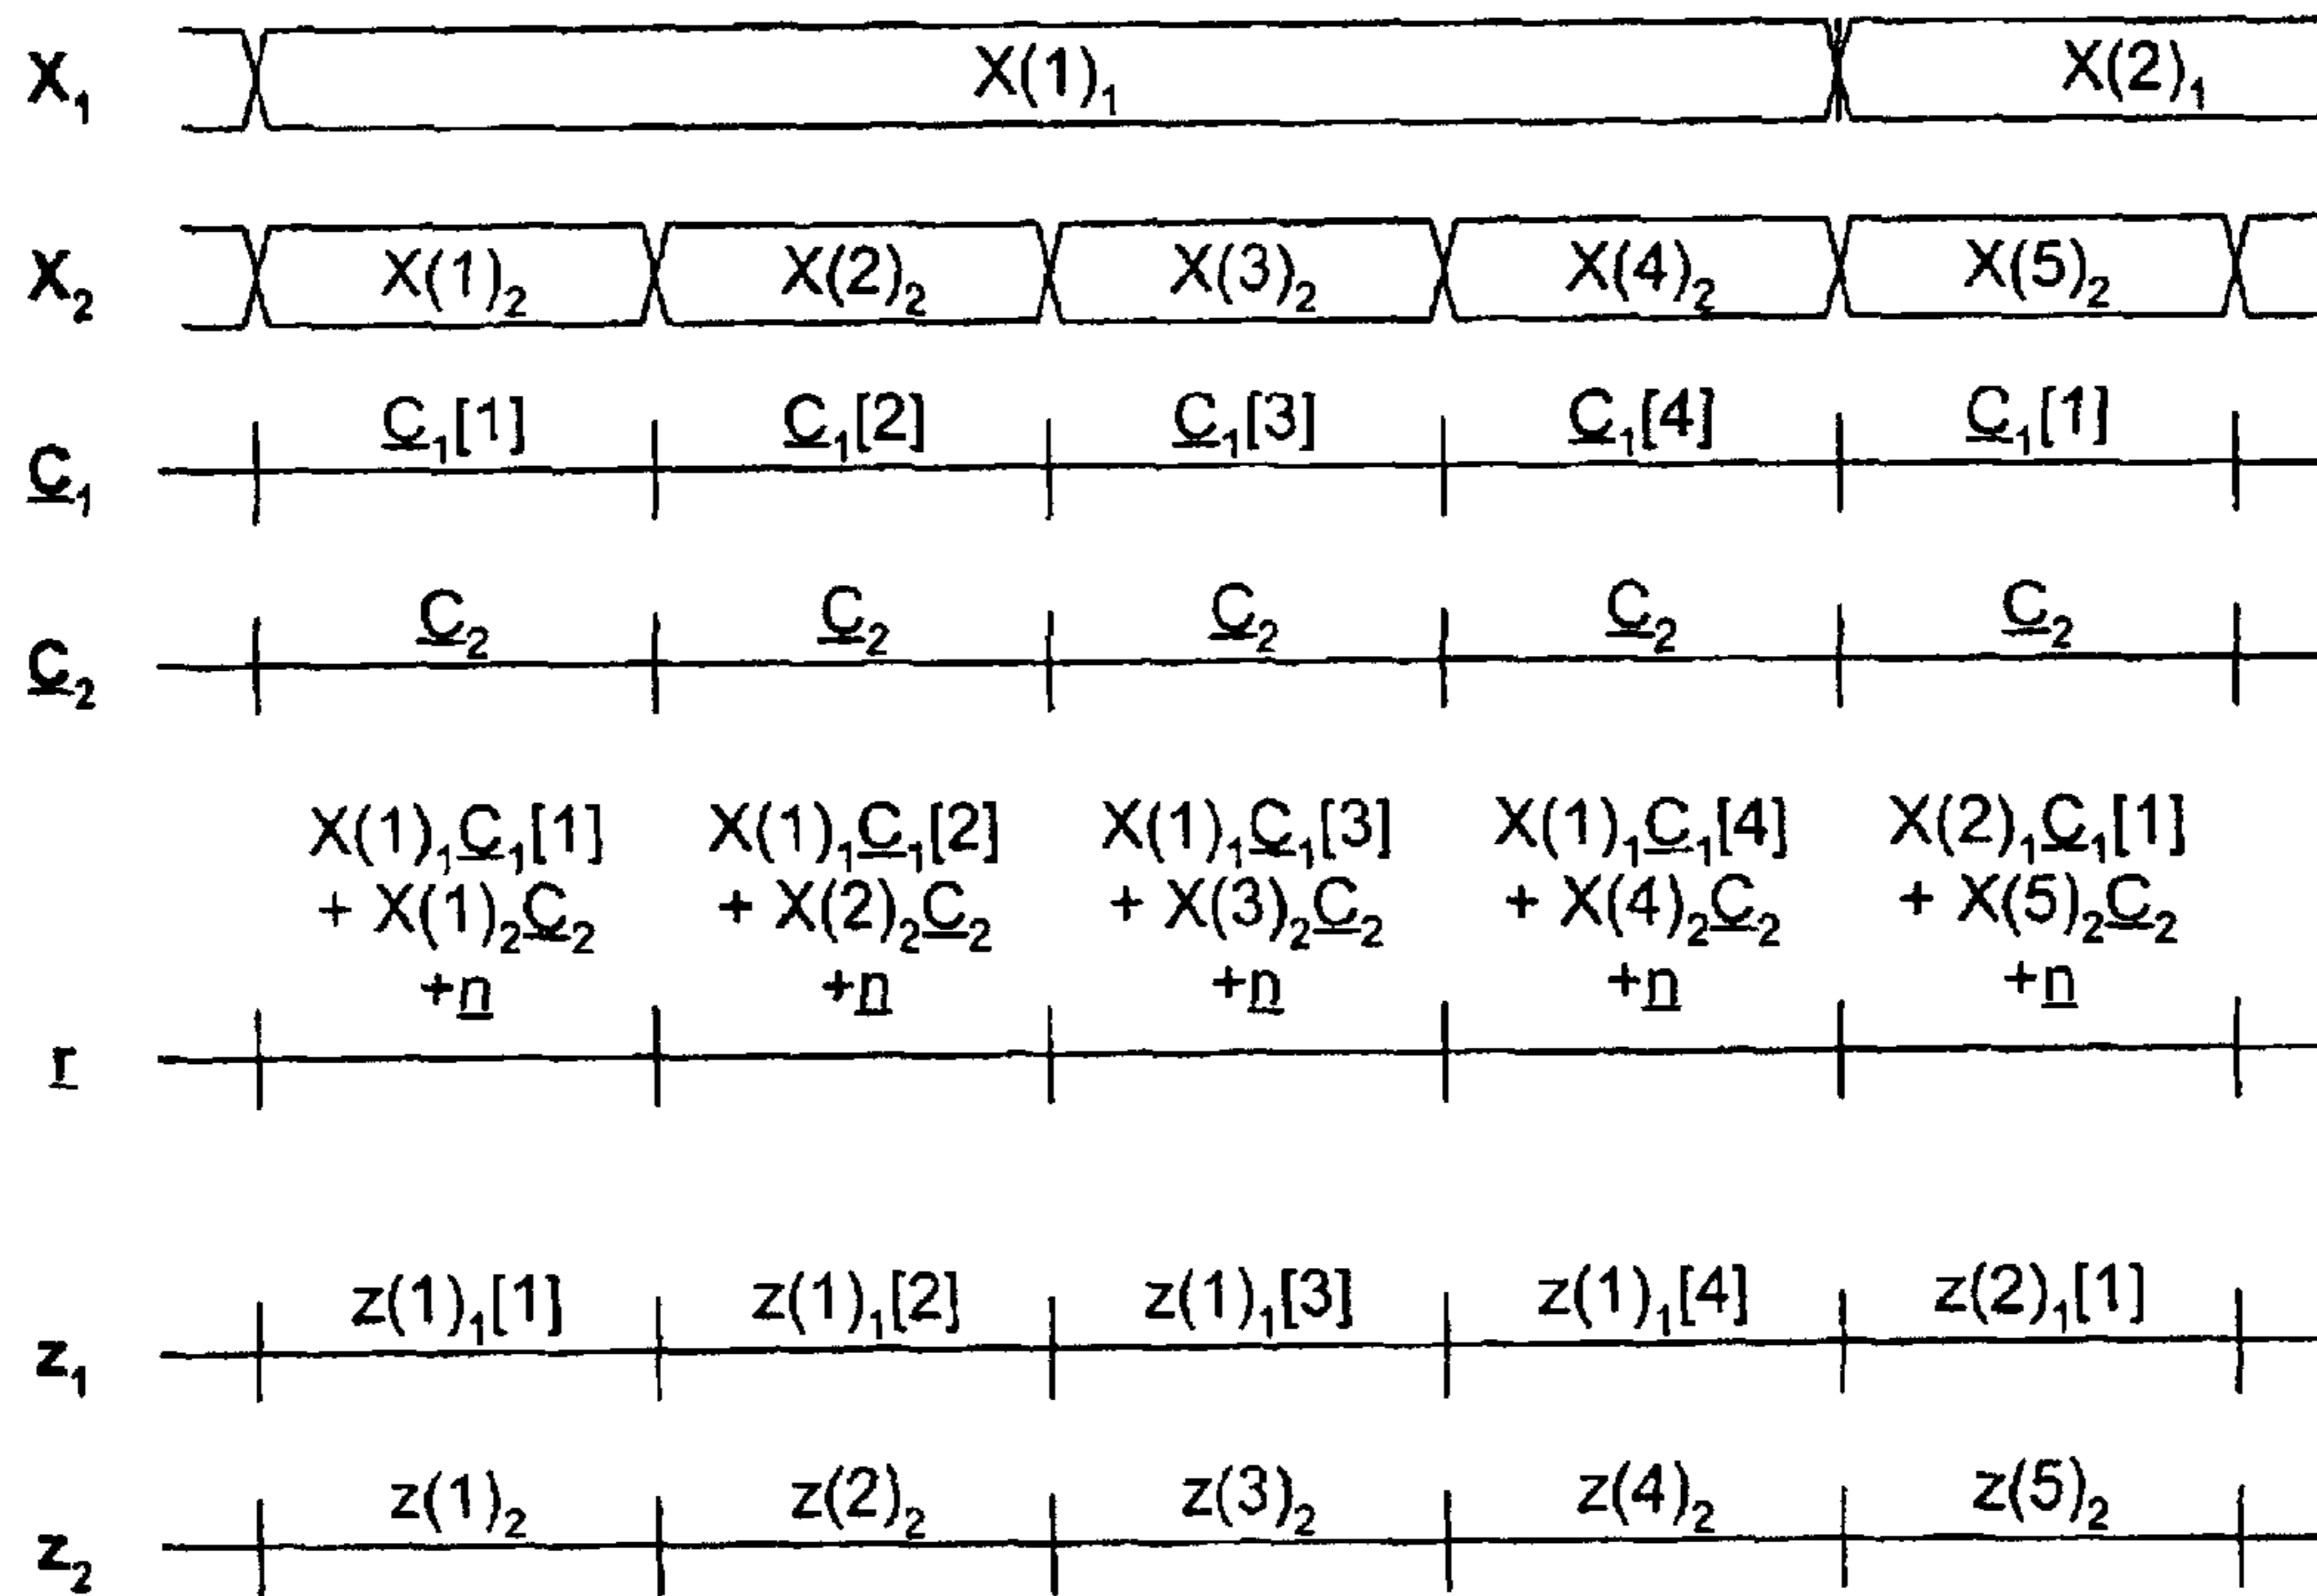 X₁ X(1)₁ X(2)₁
X₂ X(1)₂ X(2)₂ X(3)₂ X(4)₂ X(5)₂
C₁[1] C₁[2] C₁[3] C₁[4] C₁[1]
C₁
C₂ C₂ C₂ C₂ C₂
C₂
X(1)₁C₁[1] X(1)₁C₁[2] X(1)₁C₁[3] X(1)₁C₁[4] X(2)₁C₁[1]
+ X(1)₂C₂ + X(2)₂C₂ + X(3)₂C₂ + X(4)₂C₂ + X(5)₂C₂
+n +n +n +n +n
r
z(1)₁[1] z(1)₁[2] z(1)₁[3] z(1)₁[4] z(2)₁[1]
z₁
z(1)₂ z(2)₂ z(3)₂ z(4)₂ z(5)₂
z₂